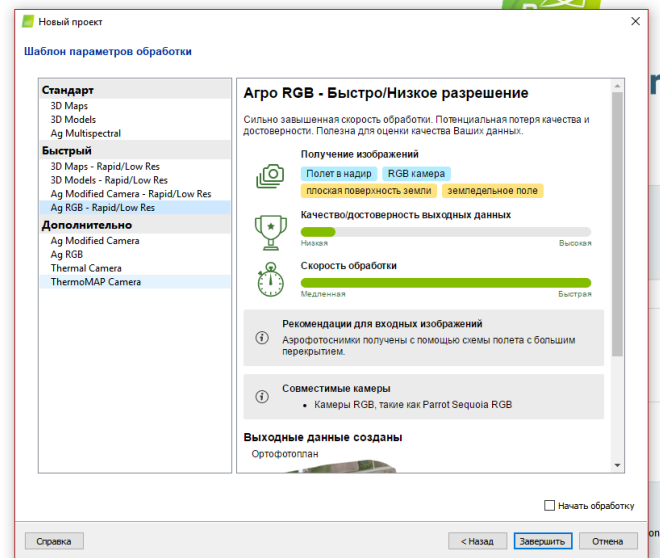 Новый проект
Шаблон параметров обработки
Стандарт
3D Maps
3D Models
Ag Multispectral
Быстрый
3D Maps - Rapid/Low Res
3D Models - Rapid/Low Res
Ag Modified Camera - Rapid/Low Res
Ag RGB - Rapid/Low Res
Дополнительно
Ag Modified Camera
Ag RGB
Thermal Camera
ThermoMAP Camera
Агро RGB - Быстро/Низкое разрешение
Сильно завышенная скорость обработки. Потенциальная потеря качества и
достоверности. Полезна для оценки качества Ваших данных.
Получение изображений
Полет в надир RGB камера
плоская поверхность земли земледельное поле
Качество/достоверность выходных данных
Низкая Высокая
Скорость обработки
Медленная Быстрая
Рекомендации для входных изображений
Аэрофотоснимки получены с помощью схемы полета с большим
перекрытием.
Совместимые камеры
• Камеры RGB, такие как Parrot Sequoia RGB
Выходные данные созданы
Ортофотоплан
Начать обработку
Справка < Назад Завершить Отмена